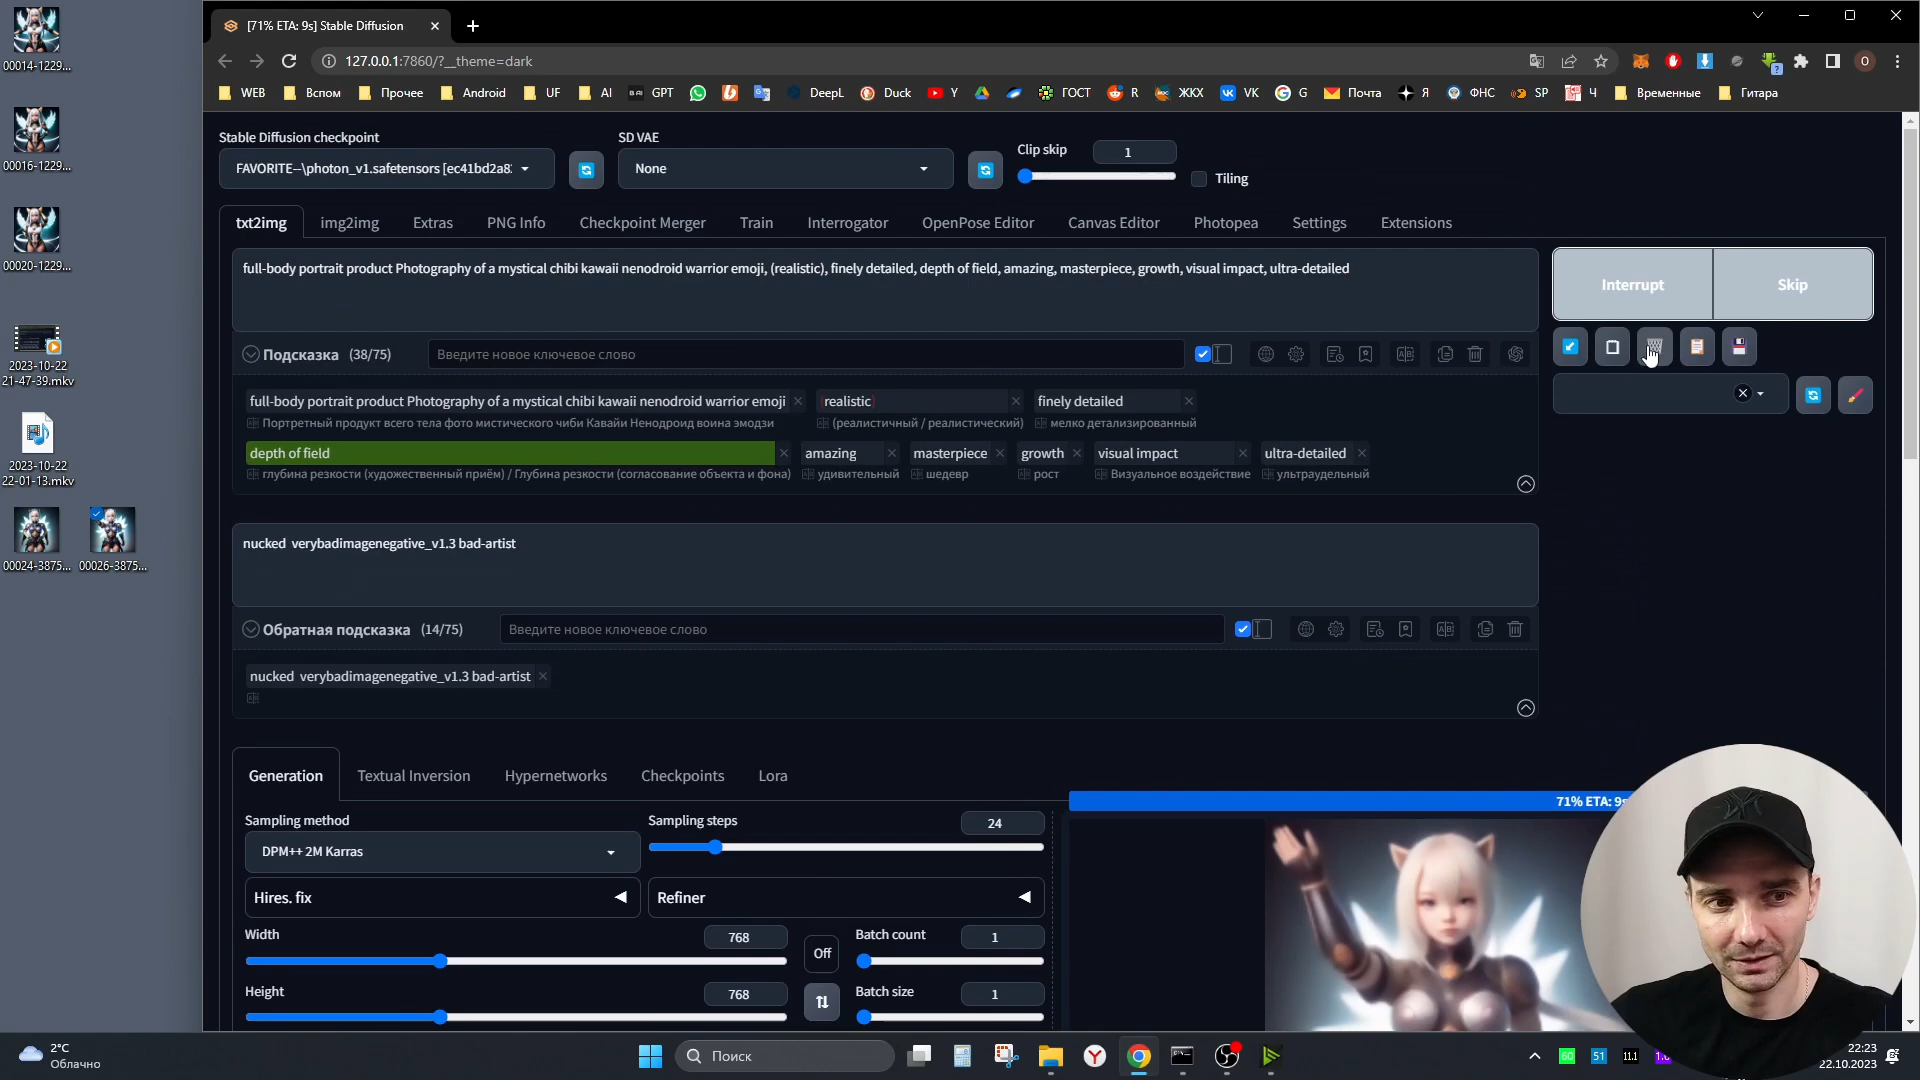 00014-1229...
00016-1229...
00020-1229...
2023-10-22
21-47-39.mkv
2023-10-22
22-01-13.mkv
00024-3875...
00026-3875...
[71% ETA: 9s] Stable Diffusion
127.0.0.1:7860/?__theme=dark
WEB
Вспом
Прочее
Android
UF
AI
GPT
DeepL
Duck
Y
ГОСТ
R
ЖКХ
VK
G
Почта
Я
ФНС
SP
Ч
Временные
Гитара
Stable Diffusion checkpoint
SD VAE
Clip skip
1
FAVORITE--\photon_v1.safetensors [ec41bd2a82
None
Tiling
txt2img
img2img
Extras
PNG Info
Checkpoint Merger
Train
Interrogator
OpenPose Editor
Canvas Editor
Photopea
Settings
Extensions
full-body portrait product Photography of a mystical chibi kawaii nenodroid warrior emoji, (realistic), finely detailed, depth of field, amazing, masterpiece, growth, visual impact, ultra-detailed
Interrupt
Skip
Подсказка (38/75)
Введите новое ключевое слово
full-body portrait product Photography of a mystical chibi kawaii nenodroid warrior emoji
(realistic)
finely detailed
Портретный продукт всего тела фото мистического чиби Кавайи Ненодроид воина эмодзи
(реалистичный / реалистический)
мелко детализированный
depth of field
amazing
masterpiece
growth
visual impact
ultra-detailed
глубина резкости (художественный приём) / Глубина резкости (согласование объекта и фона)
удивительный
шедевр
рост
Визуальное воздействие
ультраудельный
nucked verybadimagenegative_v1.3 bad-artist
Обратная подсказка (14/75)
Введите новое ключевое слово
nucked verybadimagenegative_v1.3 bad-artist
Generation
Textual Inversion
Hypernetworks
Checkpoints
Lora
Sampling method
Sampling steps
24
71% ETA: 9s
DPM++ 2M Karras
Hires. fix
Refiner
Width
768
Off
Batch count
1
Height
768
Batch size
1
2°C
Облачно
Поиск
60
51
11.1
22:23
22.10.2023